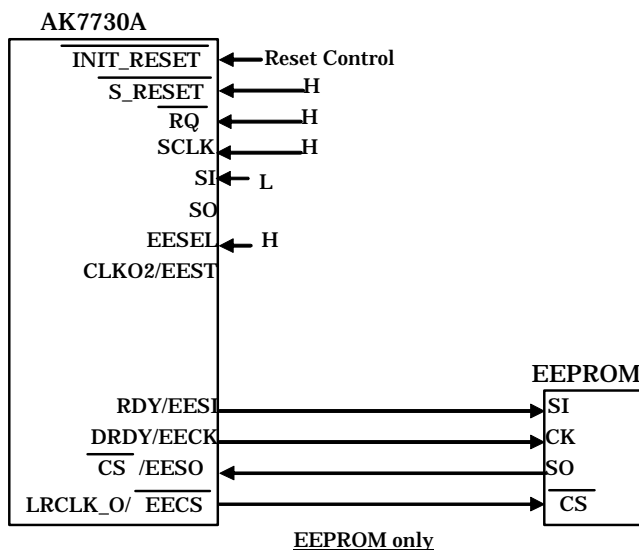 AK7730A
INIT_RESET Reset Control
S_RESET H
RQ H
SCLK H
SI L
SO
EESEL H
CLKO2/EEST
EEPROM
RDY/EESI SI
DRDY/EECK CK
CS /EESO SO
LRCLK_O/ EECS CS
EEPROM only